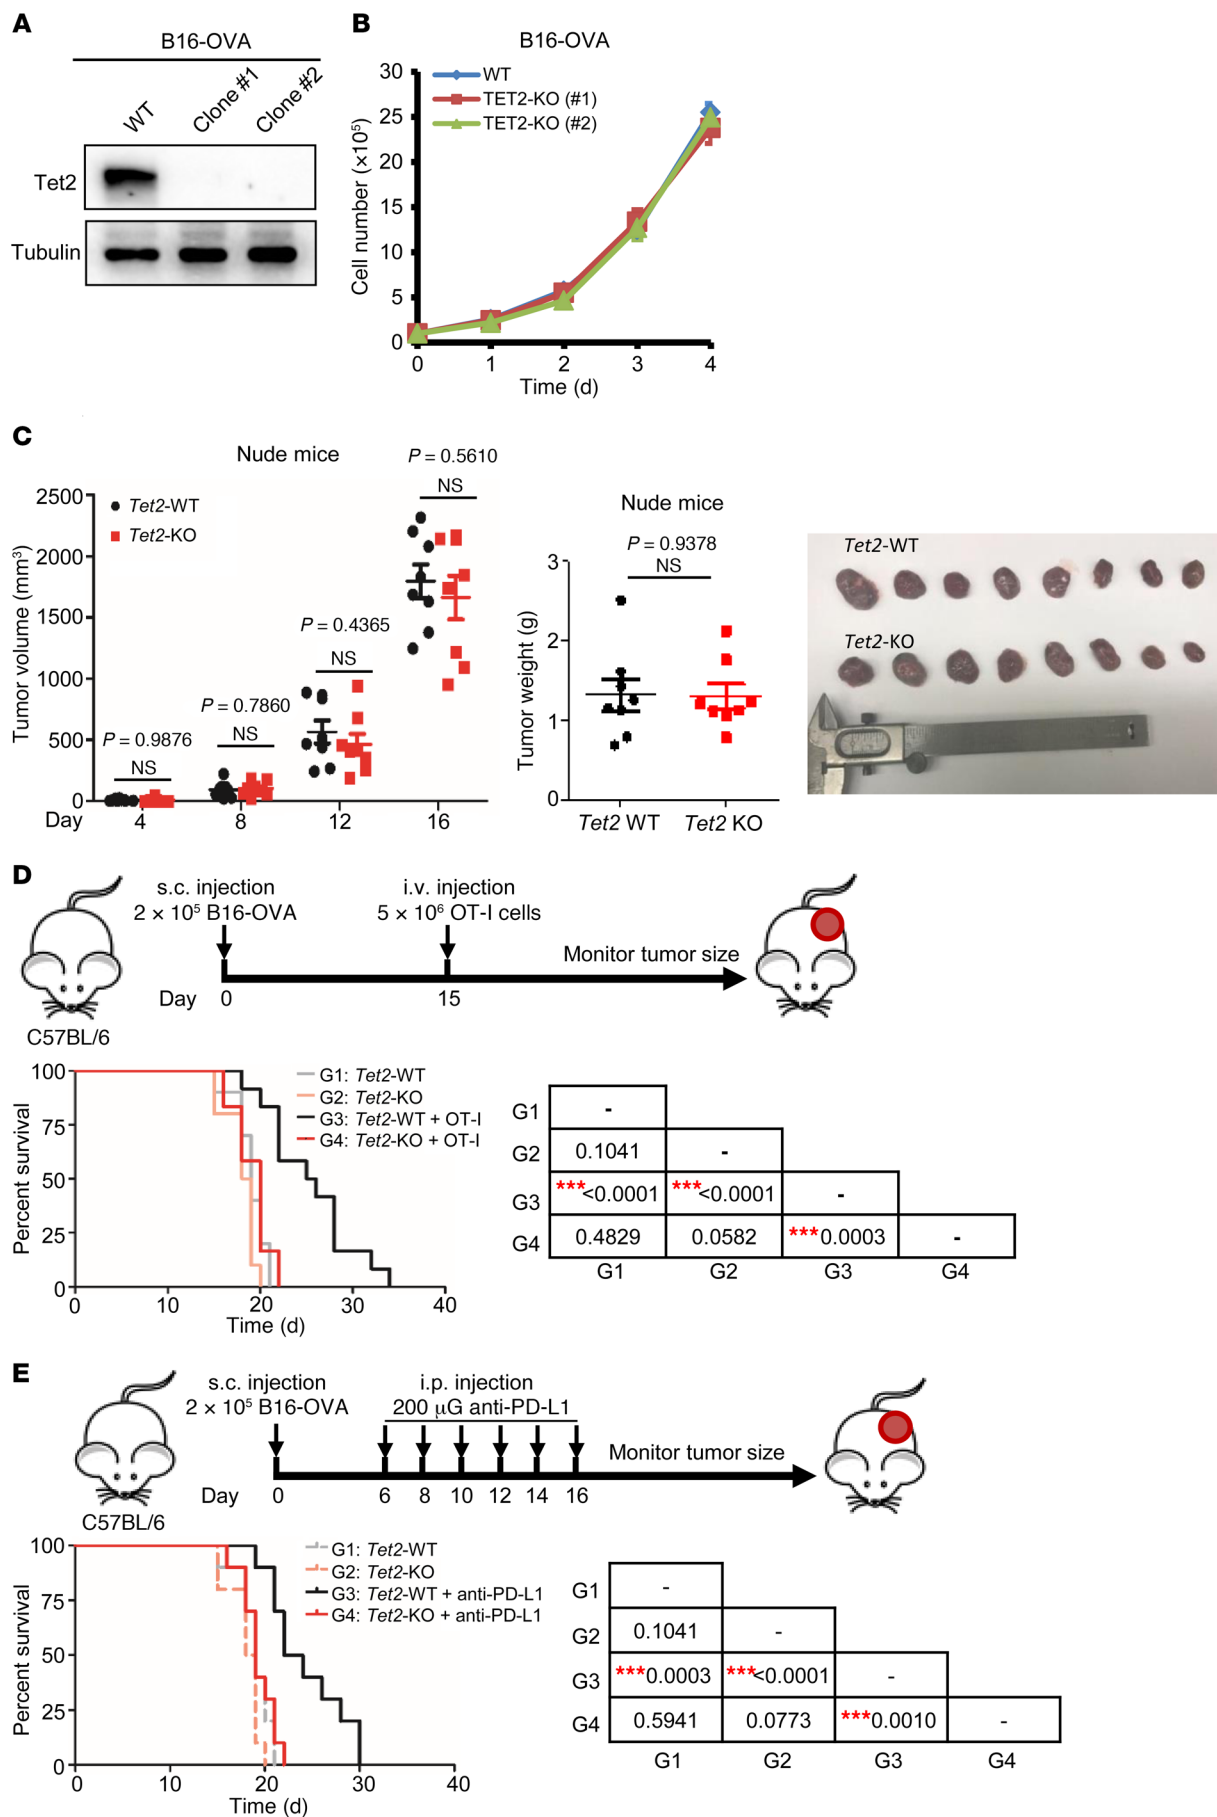 A
B16-OVA
WT
Clone #1
Clone #2
Tet2
Tubulin
B
B16-OVA
WT
TET2-KO (#1)
TET2-KO (#2)
Cell number (×10⁵)
30
25
20
15
10
5
0
0 1 2 3 4
Time (d)
C
Nude mice
Tet2-WT
Tet2-KO
P = 0.9876
NS
P = 0.7860
NS
P = 0.4365
NS
P = 0.5610
NS
Tumor volume (mm³)
2500
2000
1500
1000
500
0
Day 4 8 12 16
Nude mice
P = 0.9378
NS
Tumor weight (g)
3
2
1
0
Tet2 WT Tet2 KO
Tet2-WT
Tet2-KO
D
s.c. injection
2 × 10⁵ B16-OVA
i.v. injection
5 × 10⁶ OT-I cells
Monitor tumor size
Day 0 15
C57BL/6
Percent survival
100
75
50
25
0
0 10 20 30 40
Time (d)
G1: Tet2-WT
G2: Tet2-KO
G3: Tet2-WT + OT-I
G4: Tet2-KO + OT-I
G1 -
G2 0.1041 -
G3 ***<0.0001 ***<0.0001 -
G4 0.4829 0.0582 ***0.0003 -
G1 G2 G3 G4
E
s.c. injection
2 × 10⁵ B16-OVA
i.p. injection
200 µG anti-PD-L1
Monitor tumor size
Day 0 6 8 10 12 14 16
C57BL/6
Percent survival
100
75
50
25
0
0 10 20 30 40
Time (d)
G1: Tet2-WT
G2: Tet2-KO
G3: Tet2-WT + anti-PD-L1
G4: Tet2-KO + anti-PD-L1
G1 -
G2 0.1041 -
G3 ***0.0003 ***<0.0001 -
G4 0.5941 0.0773 ***0.0010 -
G1 G2 G3 G4